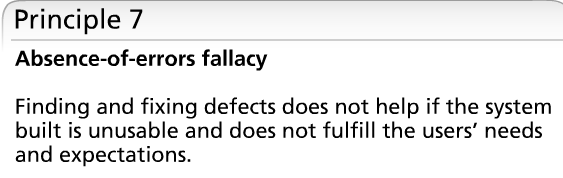 Principle 7
Absence-of-errors fallacy
Finding and fixing defects does not help if the system
built is unusable and does not fulfill the users’ needs
and expectations.